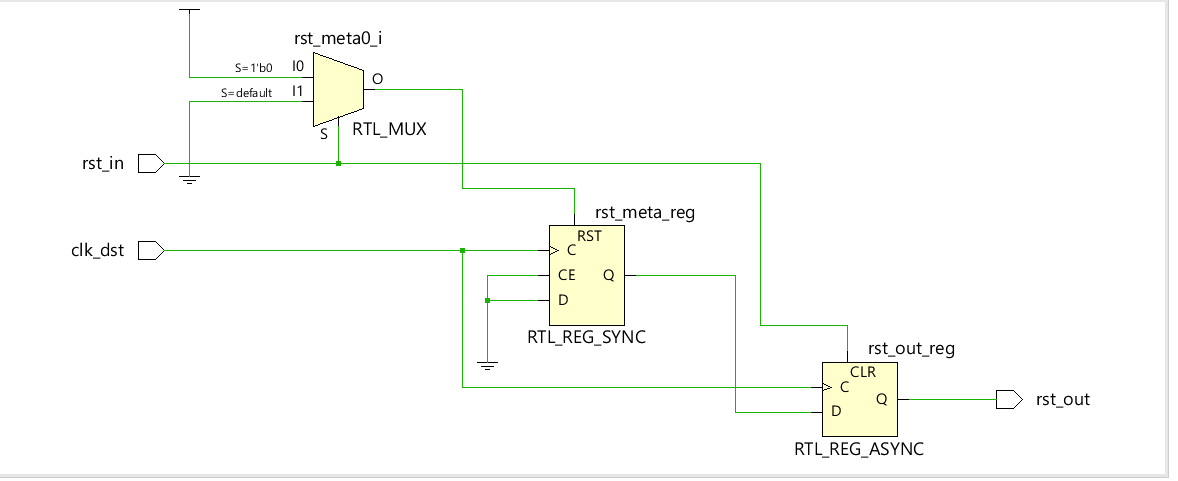 rst_meta0_i
S=1'b0 I0
O
S=default I1
S
RTL_MUX
rst_in
rst_meta_reg
RST
clk_dst
C
CE Q
D
RTL_REG_SYNC
rst_out_reg
CLR
C
Q
rst_out
D
RTL_REG_ASYNC